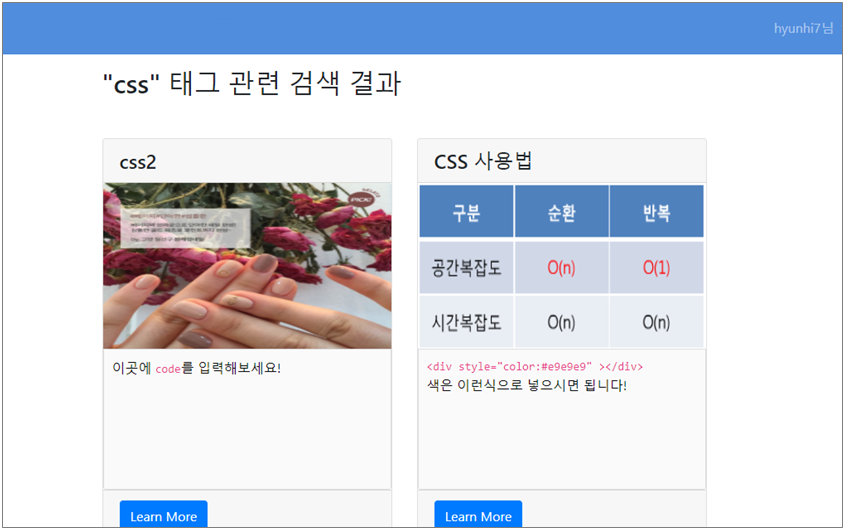 hyunhi7님
"css" 태그 관련 검색 결과
css2
SELECT
PICK!
이곳에 code를 입력해보세요!
Learn More
CSS 사용법
구분 순환 반복
공간복잡도 O(n) O(1)
시간복잡도 O(n) O(n)
<div style="color:#e9e9e9" ></div>
색은 이런식으로 넣으시면 됩니다!
Learn More